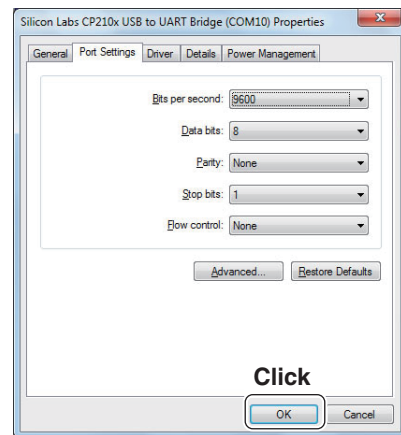 Silicon Labs CP210x USB to UART Bridge (COM10) Properties
General Port Settings Driver Details Power Management
Bits per second: 9600
Data bits: 8
Parity: None
Stop bits: 1
Flow control: None
Advanced... Restore Defaults
Click
OK Cancel